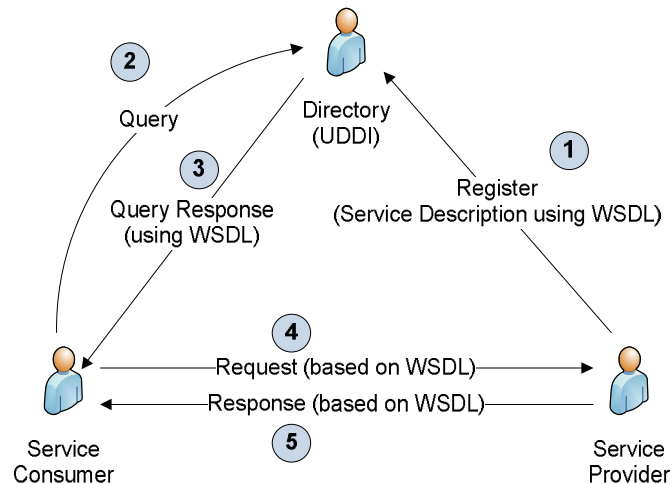 2
Query
Directory
(UDDI)
1
3
Register
(Service Description using WSDL)
Query Response
(using WSDL)
4
Request (based on WSDL)
Response (based on WSDL)
5
Service
Consumer
Service
Provider